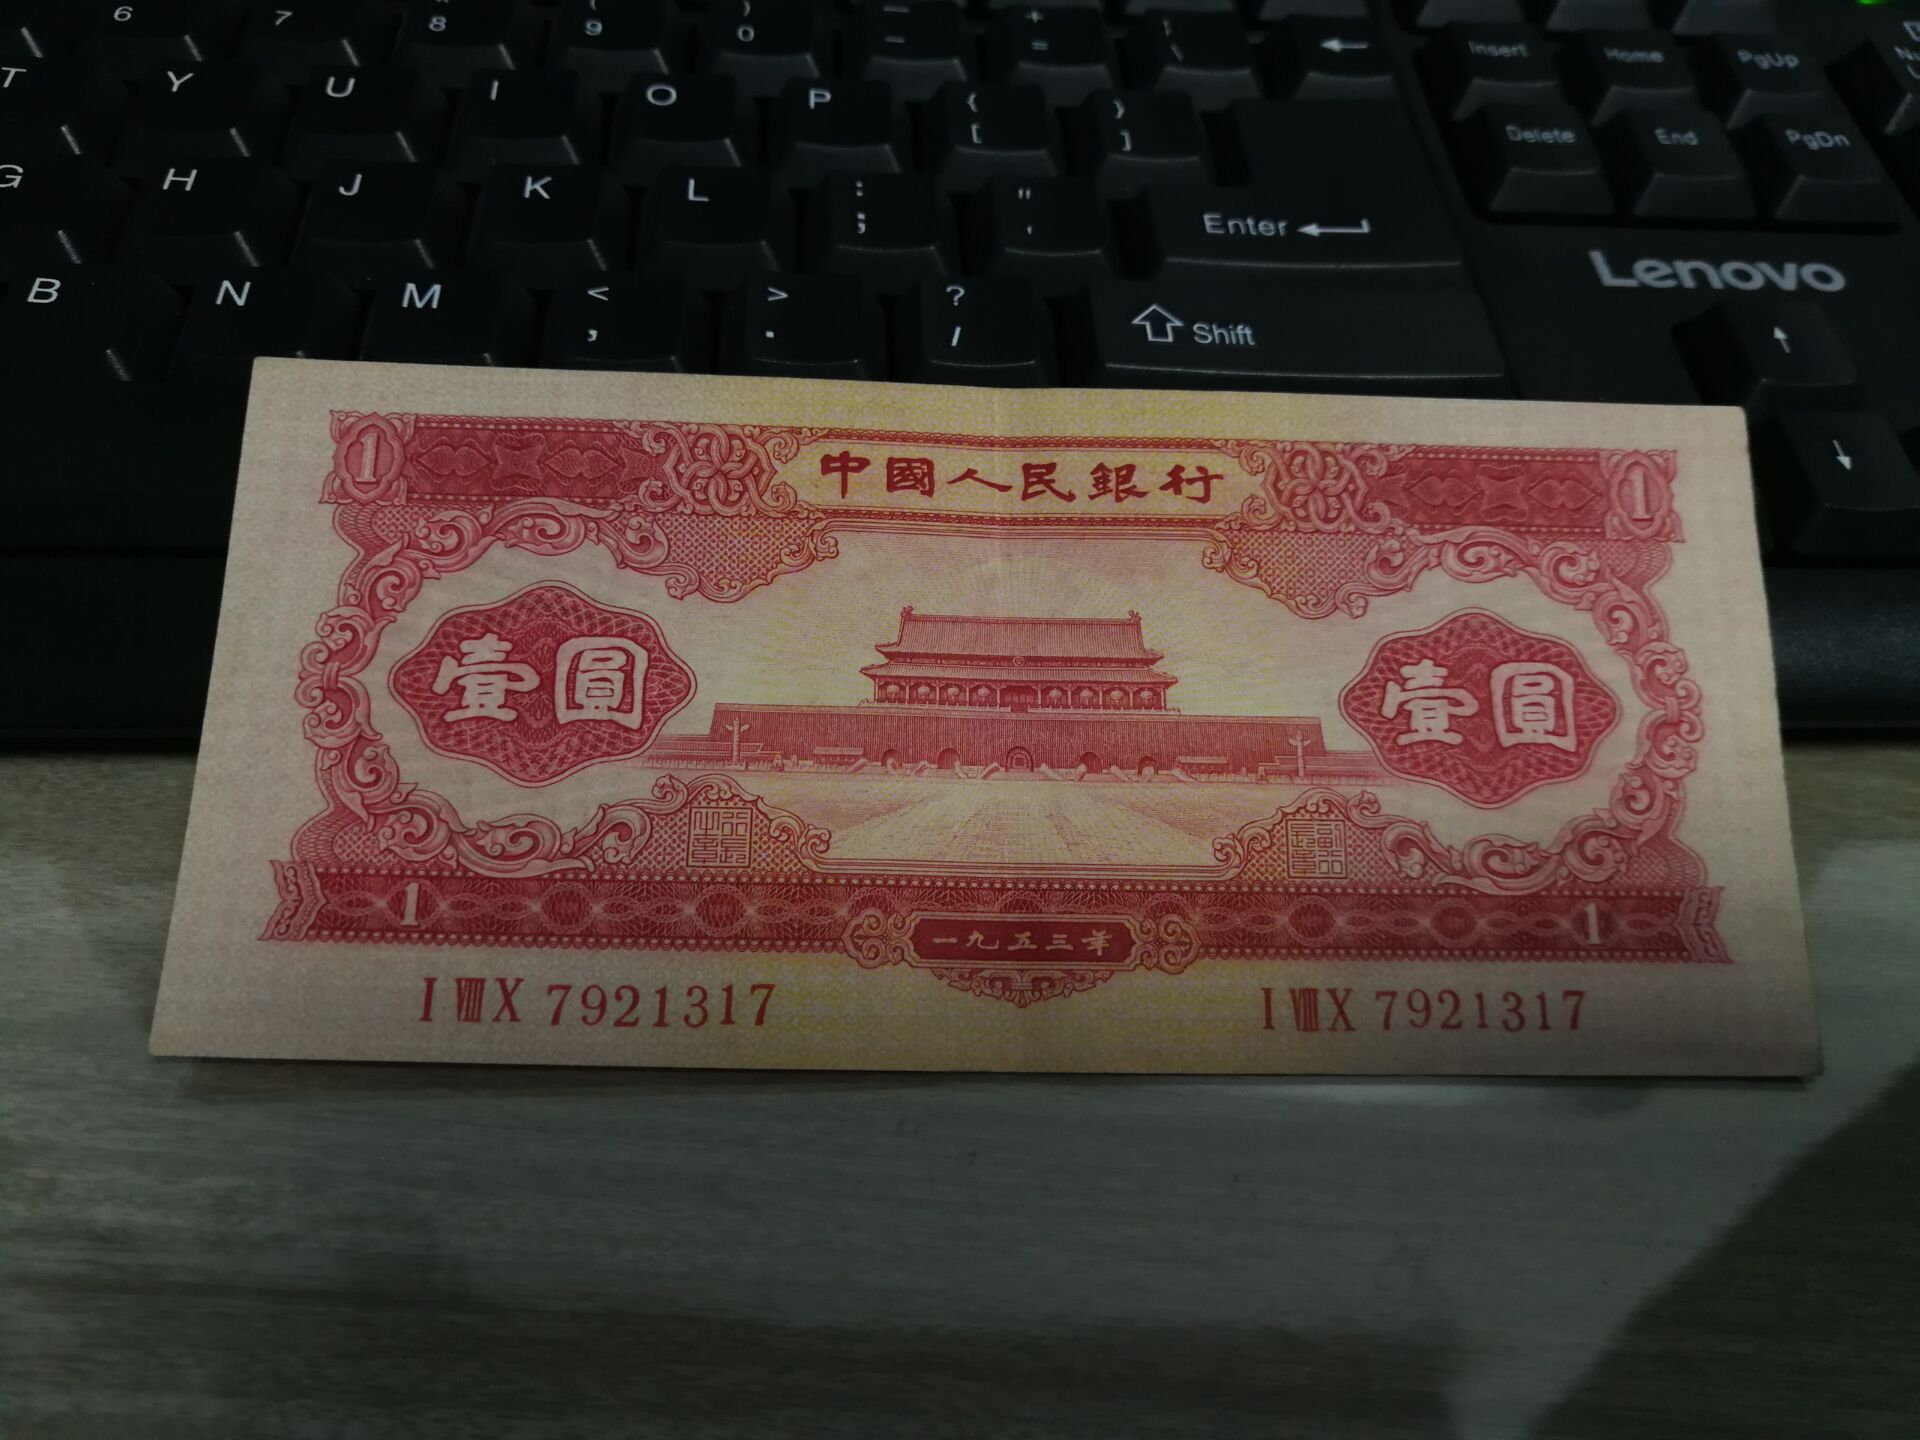 6 7 8 ( 9 ) 0 — - + = | \ ←
Insert Home PgUp
T Y U I O P { [ } ]
Delete End PgDn
G H J K L : ; " ' Enter
Lenovo
B N M < , > . ? / Shift
↑
↓
1 中國人民銀行 1
壹圓 壹圓
1 1
一九五三年
I VIII X 7921317 I VIII X 7921317